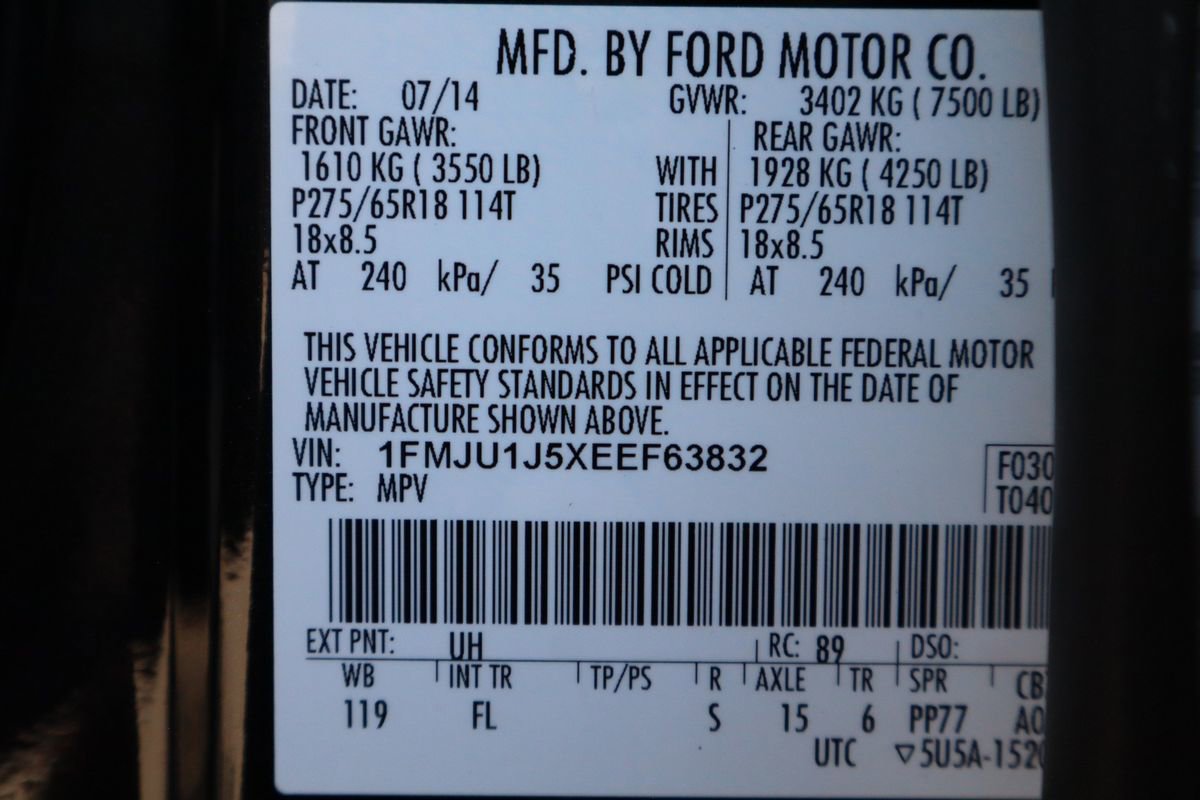 MFD. BY FORD MOTOR CO.
DATE: 07/14 GVWR: 3402 KG ( 7500 LB)
FRONT GAWR: REAR GAWR:
1610 KG ( 3550 LB) WITH 1928 KG ( 4250 LB)
P275/65R18 114T TIRES P275/65R18 114T
18x8.5 RIMS 18x8.5
AT 240 kPa/ 35 PSI COLD AT 240 kPa/ 35
THIS VEHICLE CONFORMS TO ALL APPLICABLE FEDERAL MOTOR
VEHICLE SAFETY STANDARDS IN EFFECT ON THE DATE OF
MANUFACTURE SHOWN ABOVE.
VIN: 1FMJU1J5XEEF63832
F030
TYPE: MPV T040
EXT PNT: UH RC: 89 DSO:
WB INT TR TP/PS R AXLE TR SPR
119 FL S 15 6 PP77
UTC ▽5U5A-152